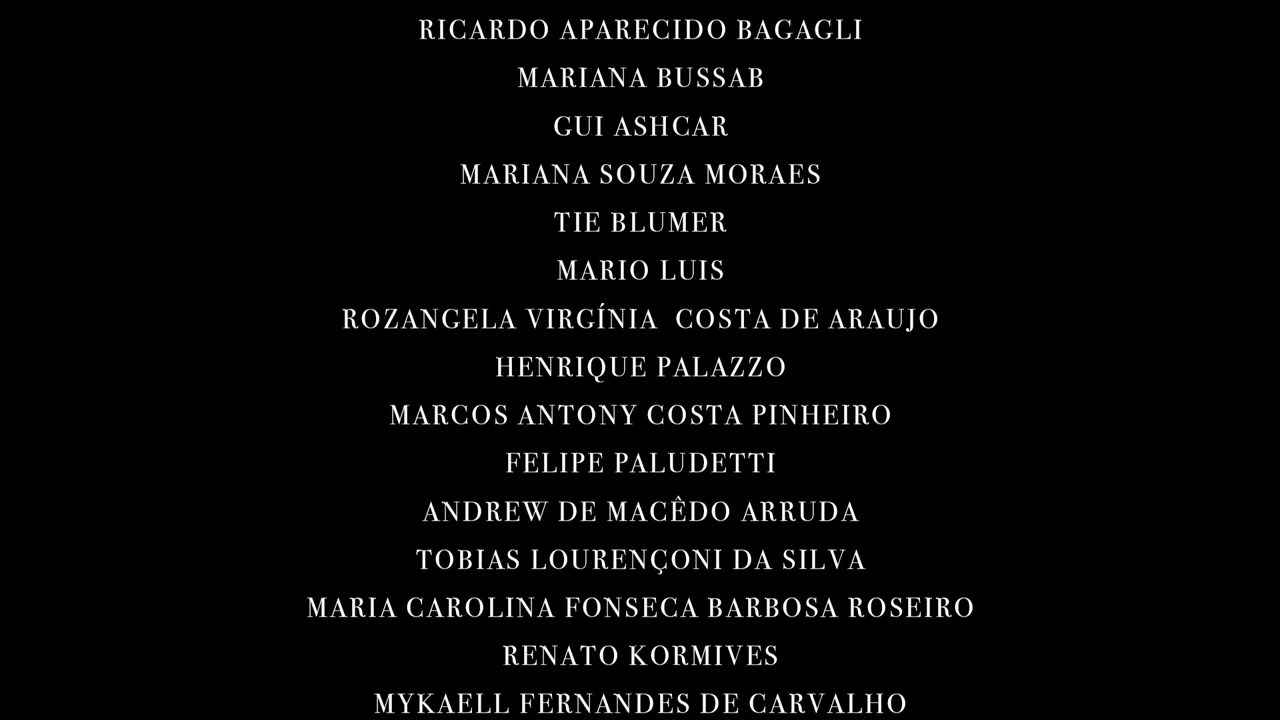 RICARDO APARECIDO BAGAGLI
MARIANA BUSSAB
GUI ASHCAR
MARIANA SOUZA MORAES
TIE BLUMER
MARIO LUIS
ROZANGELA VIRGÍNIA  COSTA DE ARAUJO
HENRIQUE PALAZZO
MARCOS ANTONY COSTA PINHEIRO
FELIPE PALUDETTI
ANDREW DE MACÊDO ARRUDA
TOBIAS LOURENÇONI DA SILVA
MARIA CAROLINA FONSECA BARBOSA ROSEIRO
RENATO KORMIVES
MYKAELL FERNANDES DE CARVALHO